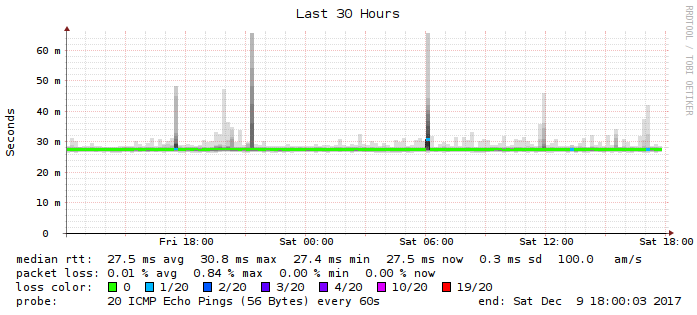 Last 30 Hours
RRDTOOL / TOBI OETIKER
Seconds
60 m
50 m
40 m
30 m
20 m
10 m
0
Fri 18:00 Sat 00:00 Sat 06:00 Sat 12:00 Sat 18:00
median rtt: 27.5 ms avg 30.8 ms max 27.4 ms min 27.5 ms now 0.3 ms sd 100.0 am/s
packet loss: 0.01 % avg 0.84 % max 0.00 % min 0.00 % now
loss color: 0 1/20 2/20 3/20 4/20 10/20 19/20
probe: 20 ICMP Echo Pings (56 Bytes) every 60s end: Sat Dec 9 18:00:03 2017